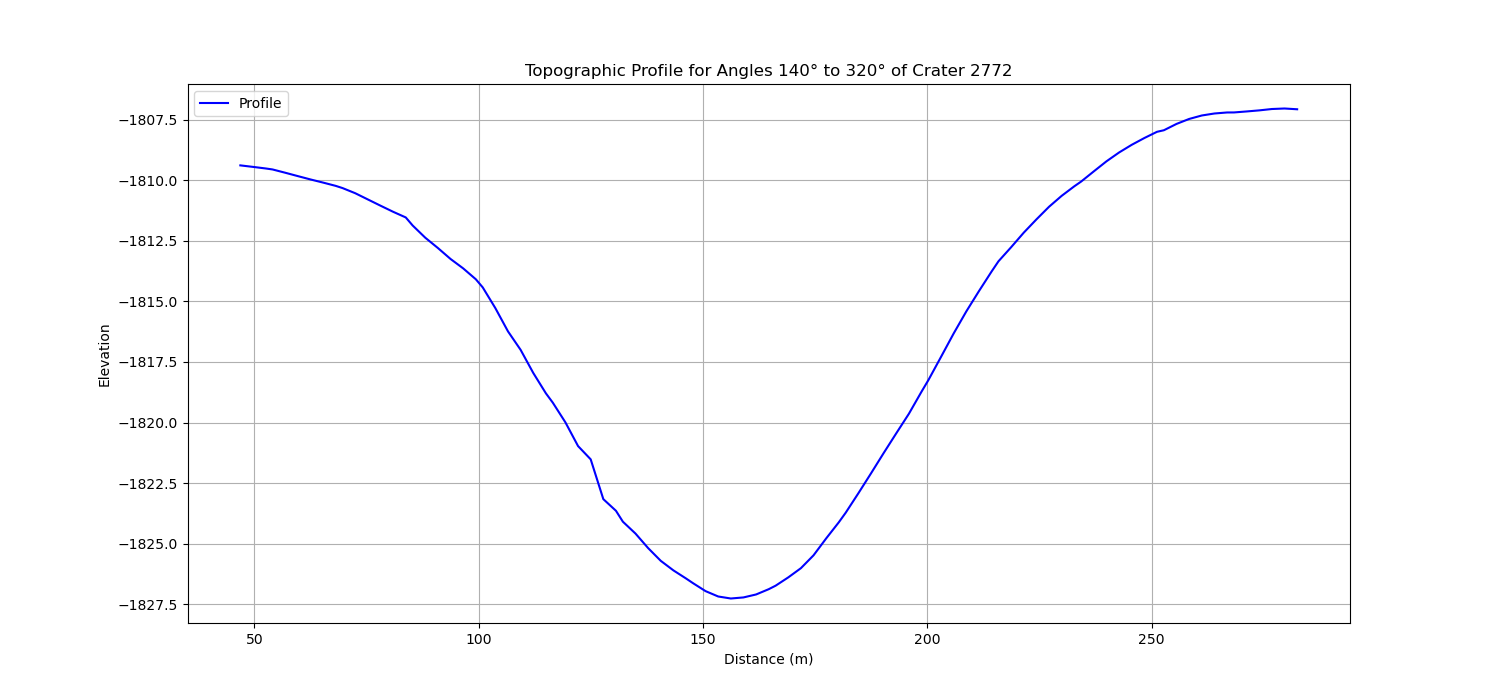 Topographic Profile for Angles 140° to 320° of Crater 2772
Profile
−1807.5
−1810.0
−1812.5
−1815.0
−1817.5
−1820.0
−1822.5
−1825.0
−1827.5
Elevation
50 100 150 200 250
Distance (m)